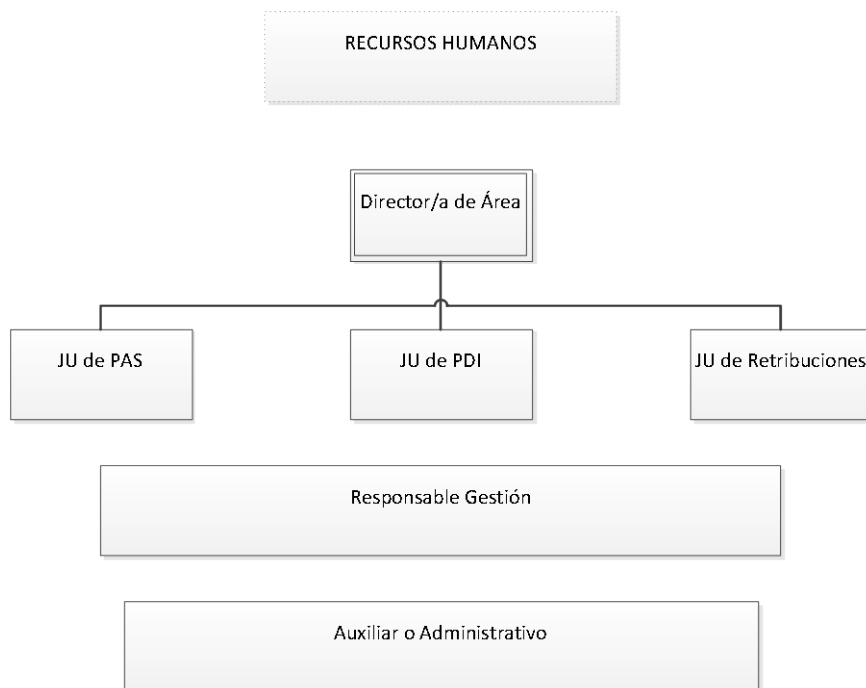 RECURSOS HUMANOS
Director/a de Área
JU de PAS
JU de PDI
JU de Retribuciones
Responsable Gestión
Auxiliar o Administrativo